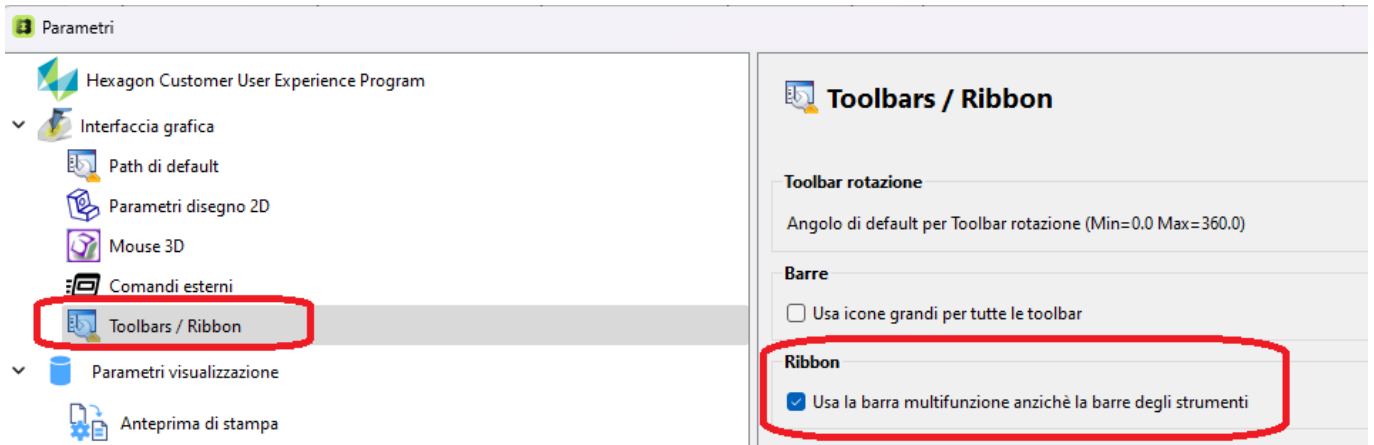 Parametri
Hexagon Customer User Experience Program
Interfaccia grafica
Path di default
Parametri disegno 2D
Mouse 3D
Comandi esterni
Toolbars / Ribbon
Parametri visualizzazione
Anteprima di stampa
Toolbars / Ribbon
Toolbar rotazione
Angolo di default per Toolbar rotazione (Min=0.0 Max=360.0)
Barre
Usa icone grandi per tutte le toolbar
Ribbon
Usa la barra multifunzione anzichè la barre degli strumenti